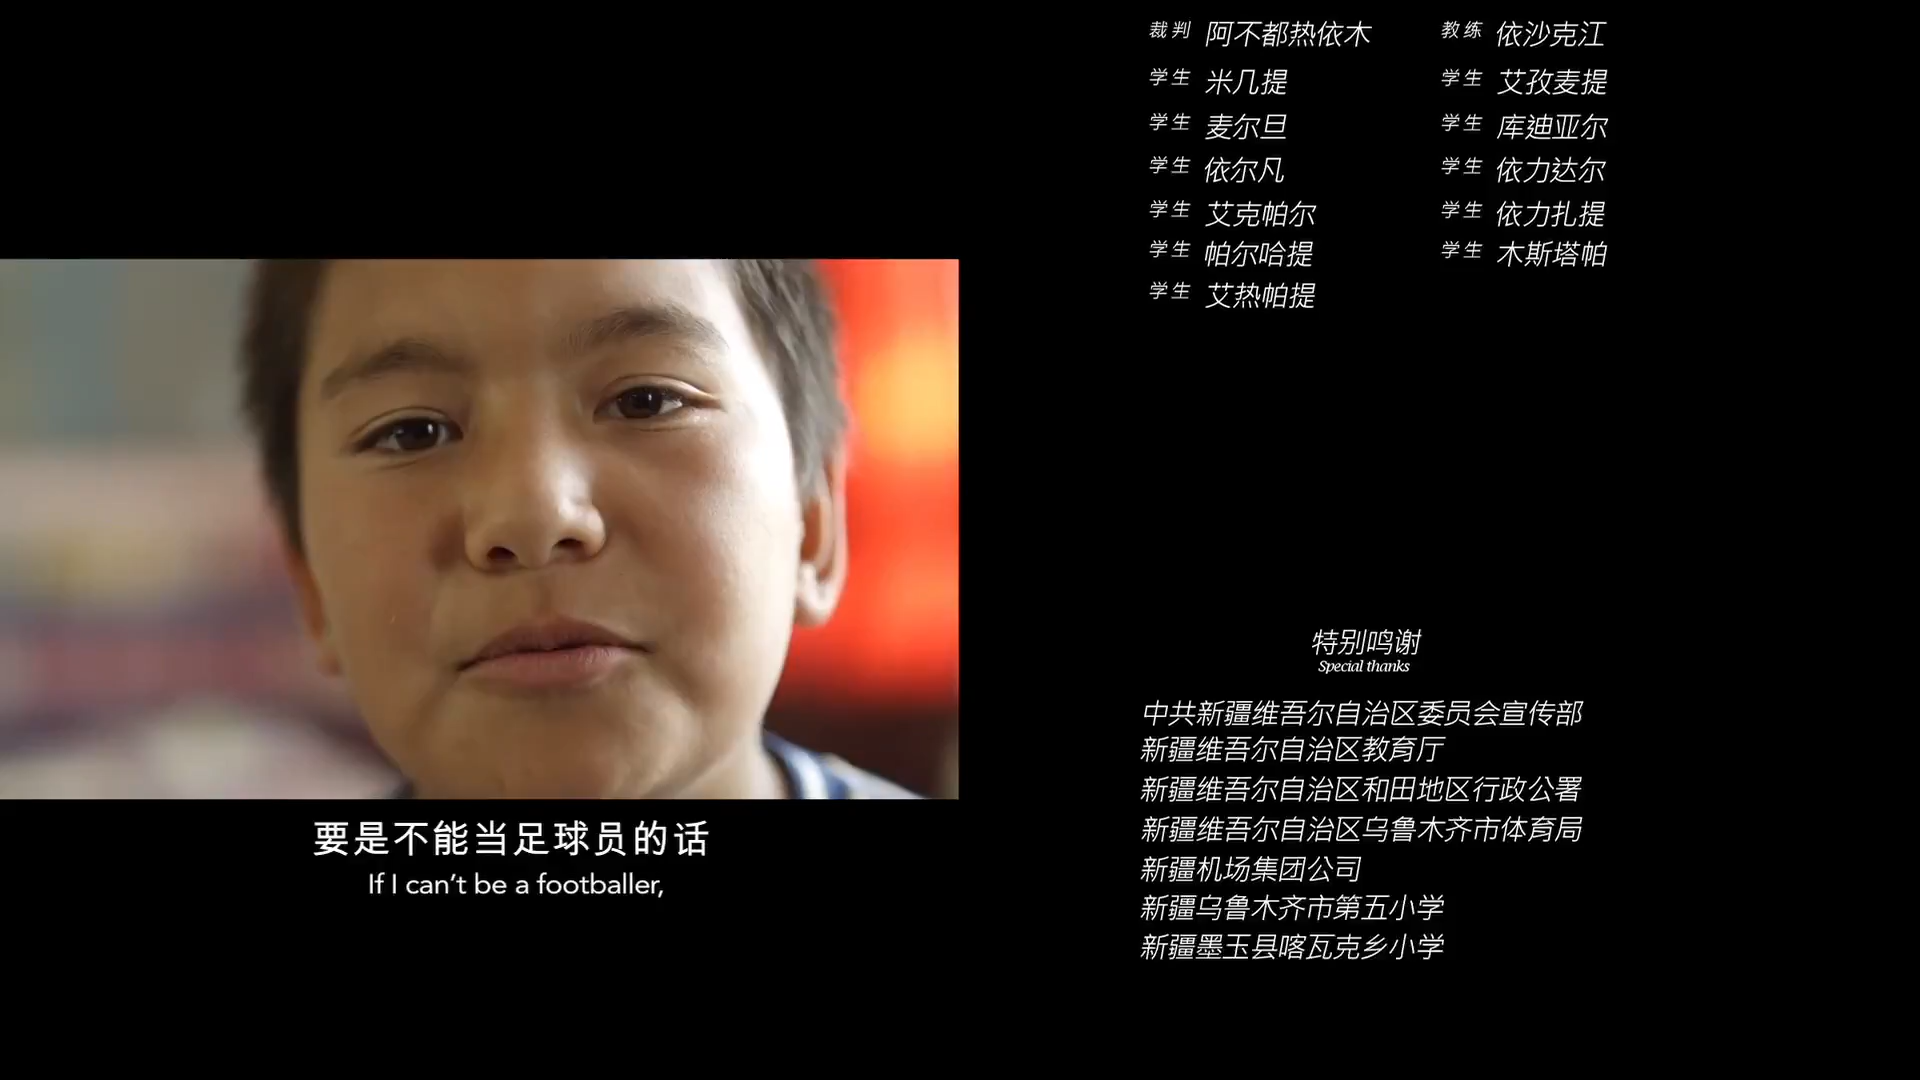 裁判 阿不都热依木 教练 依沙克江
学生 米几提 学生 艾孜麦提
学生 麦尔旦 学生 库迪亚尔
学生 依尔凡 学生 依力达尔
学生 艾克帕尔 学生 依力扎提
学生 帕尔哈提 学生 木斯塔帕
学生 艾热帕提
要是不能当足球员的话
If I can't be a footballer,
特别鸣谢
Special thanks
中共新疆维吾尔自治区委员会宣传部
新疆维吾尔自治区教育厅
新疆维吾尔自治区和田地区行政公署
新疆维吾尔自治区乌鲁木齐市体育局
新疆机场集团公司
新疆乌鲁木齐市第五小学
新疆墨玉县喀瓦克乡小学